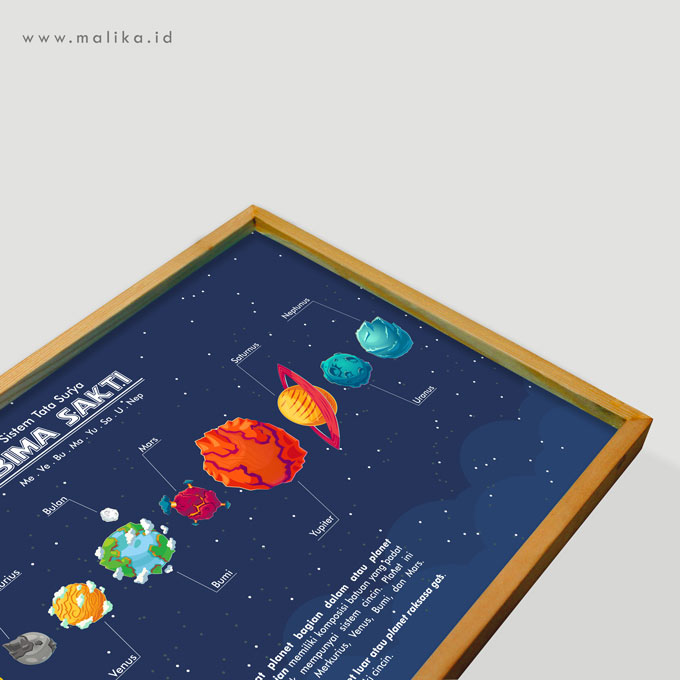 www.malika.id
Sistem Tata Surya
BIMA SAKTI
Me . Ve . Bu . Ma . Yu . Sa . U . Nep
Neptunus
Saturnus
Uranus
Mars
Bulan
Yupiter
Bumi
Venus
planet bagian dalam atau planet
memiliki komposisi batuan yang padat
mempunyai sistem cincin. Planet ini
Merkurius, Venus, Bumi, dan Mars.
luar atau planet raksasa gas.
cincin.